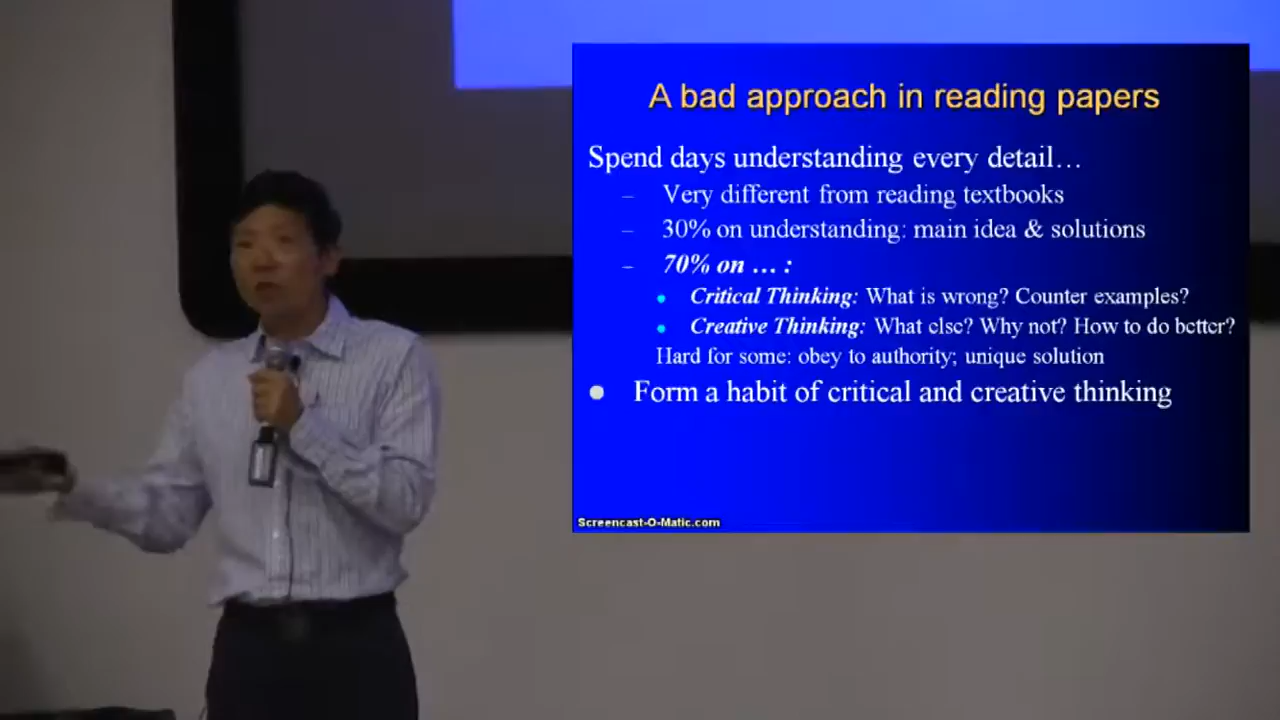 A bad approach in reading papers
Spend days understanding every detail…
– Very different from reading textbooks
– 30% on understanding: main idea & solutions
– 70% on … :
• Critical Thinking: What is wrong? Counter examples?
• Creative Thinking: What else? Why not? How to do better?
Hard for some: obey to authority; unique solution
● Form a habit of critical and creative thinking
Screencast-O-Matic.com